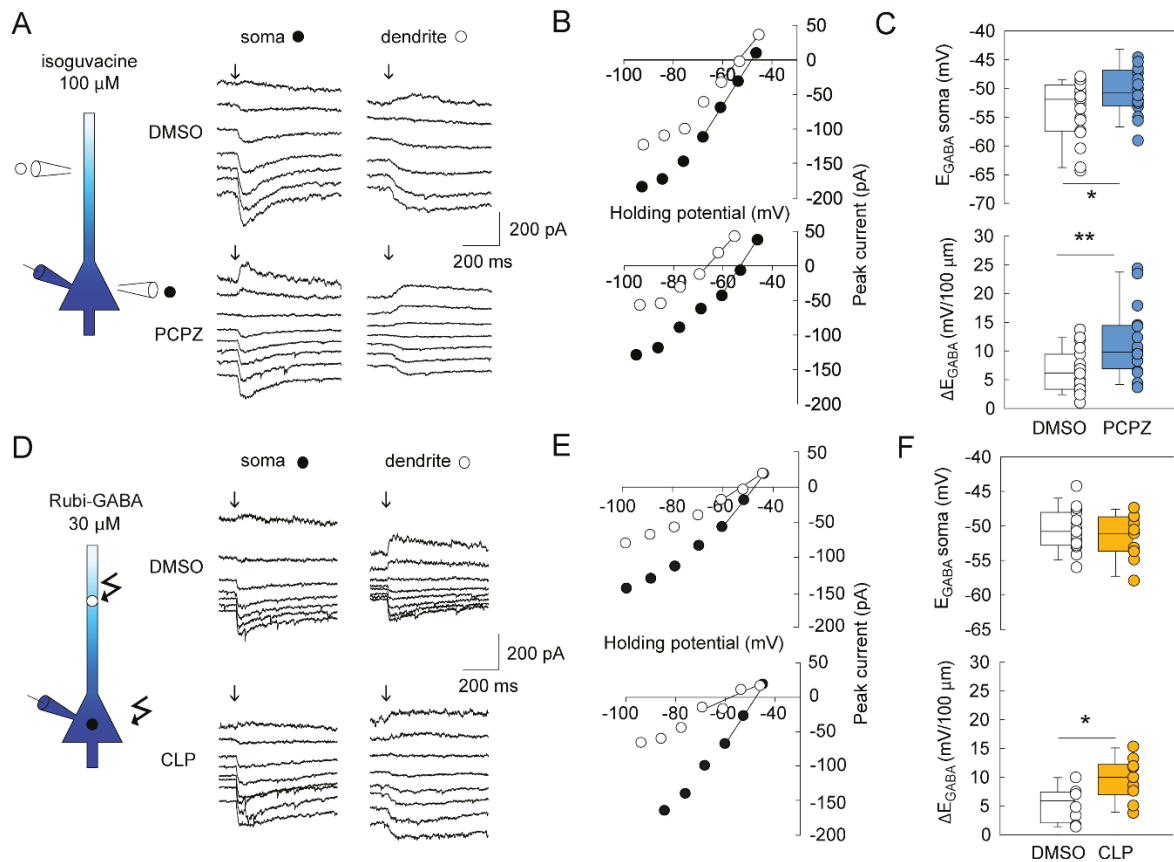 A
isoguvacine
100 µM
soma
dendrite
DMSO
PCPZ
200 pA
200 ms
B
-100 -80 -60 -40 -20
50
0
-50
-100
-150
-200
Holding potential (mV)
Peak current (pA)
-100 -80 -60 -40 -20
50
0
-50
-100
-150
-200
C
EGABA soma (mV)
-40
-45
-50
-55
-60
-65
-70
*
ΔEGABA (mV/100 µm)
30
25
20
15
10
5
0
**
DMSO PCPZ
D
Rubi-GABA
30 µM
soma
dendrite
DMSO
CLP
200 pA
200 ms
E
-100 -80 -60 -40 -20
50
0
-50
-100
-150
-200
Holding potential (mV)
Peak current (pA)
-100 -80 -60 -40 -20
50
0
-50
-100
-150
-200
F
EGABA soma (mV)
-40
-45
-50
-55
-60
-65
ΔEGABA (mV/100 µm)
30
25
20
15
10
5
0
*
DMSO CLP